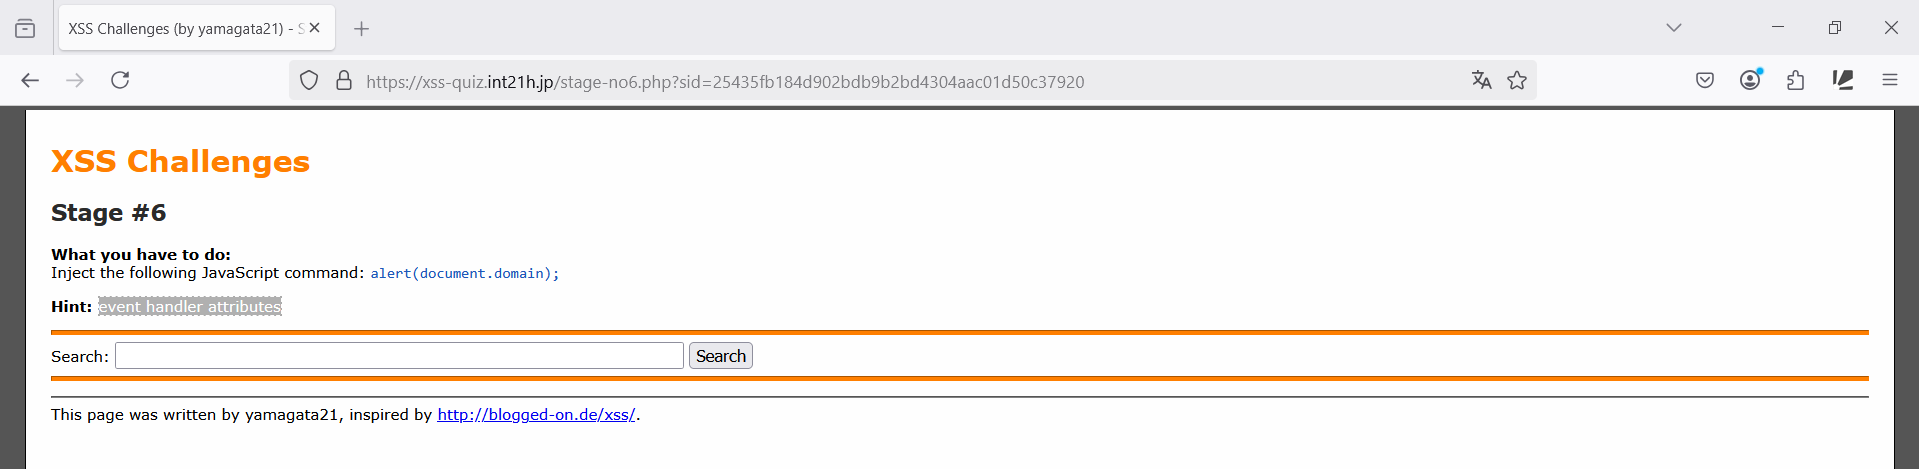 XSS Challenges (by yamagata21) - S
https://xss-quiz.int21h.jp/stage-no6.php?sid=25435fb184d902bdb9b2bd4304aac01d50c37920
XSS Challenges
Stage #6
What you have to do:
Inject the following JavaScript command: alert(document.domain);
Hint: event handler attributes
Search: Search
This page was written by yamagata21, inspired by http://blogged-on.de/xss/.